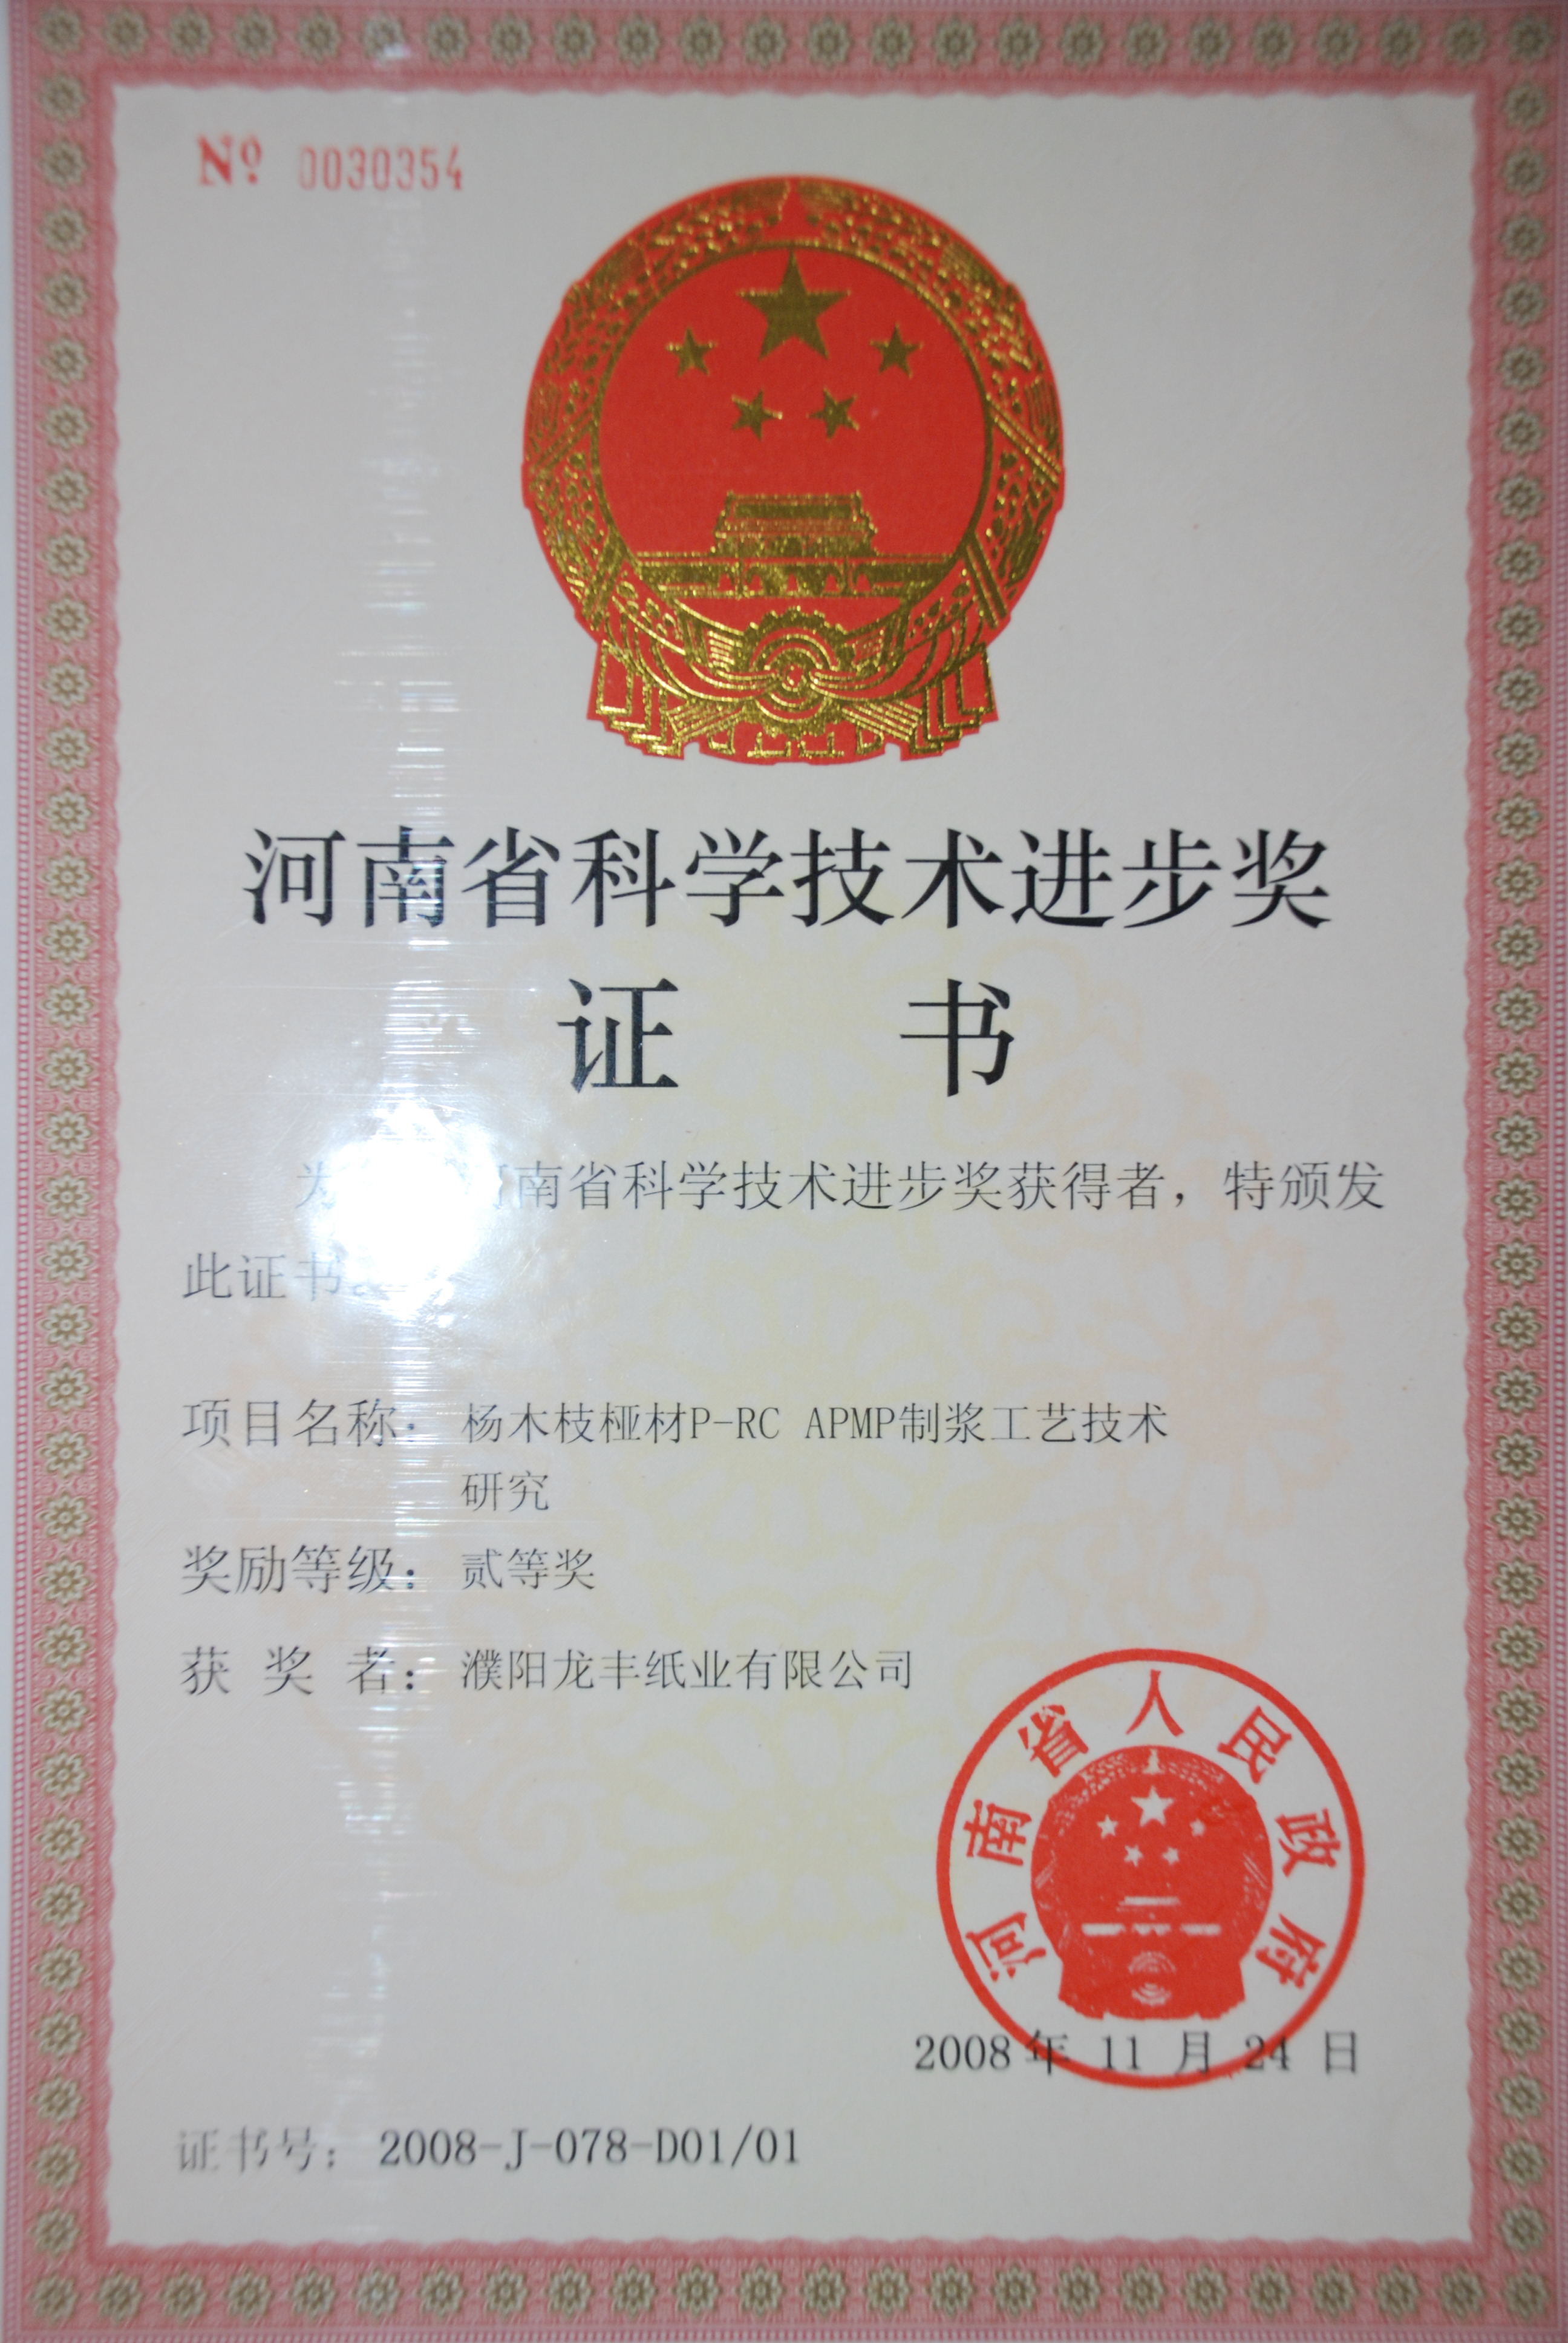 № 0030354
河南省科学技术进步奖
证 书
为 河南省科学技术进步奖获得者，特颁发
此证书。
项目名称：杨木枝桠材P-RC APMP制浆工艺技术
研究
奖励等级：贰等奖
获奖者：濮阳龙丰纸业有限公司
河南省人民政府
2008年 11 月 24 日
证书号：2008-J-078-D01/01